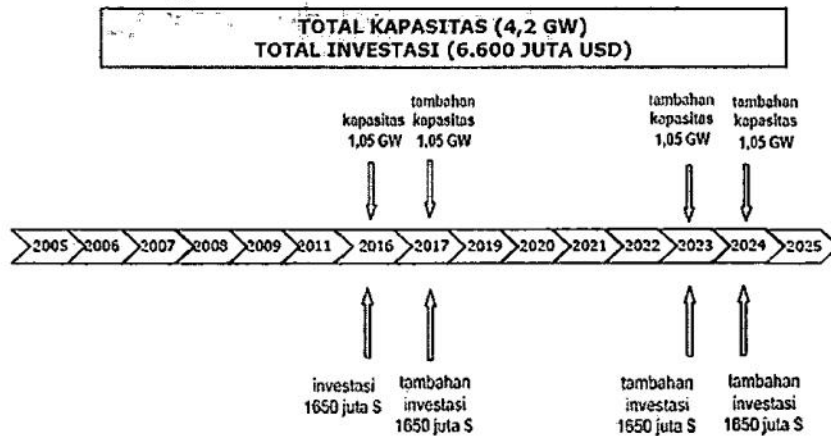 TOTAL KAPASITAS (4,2 GW)
TOTAL INVESTASI (6.600 JUTA USD)
kapasitas
1,05 GW
tambahan
kapasitas
1,05 GW
tambahan
kapasitas
1,05 GW
tambahan
kapasitas
1,05 GW
2005 2006 2007 2008 2009 2011 2016 2017 2019 2020 2021 2022 2023 2024 2025
investasi
1650 juta $
tambahan
investasi
1650 juta $
tambahan
investasi
1650 juta $
tambahan
investasi
1650 juta $